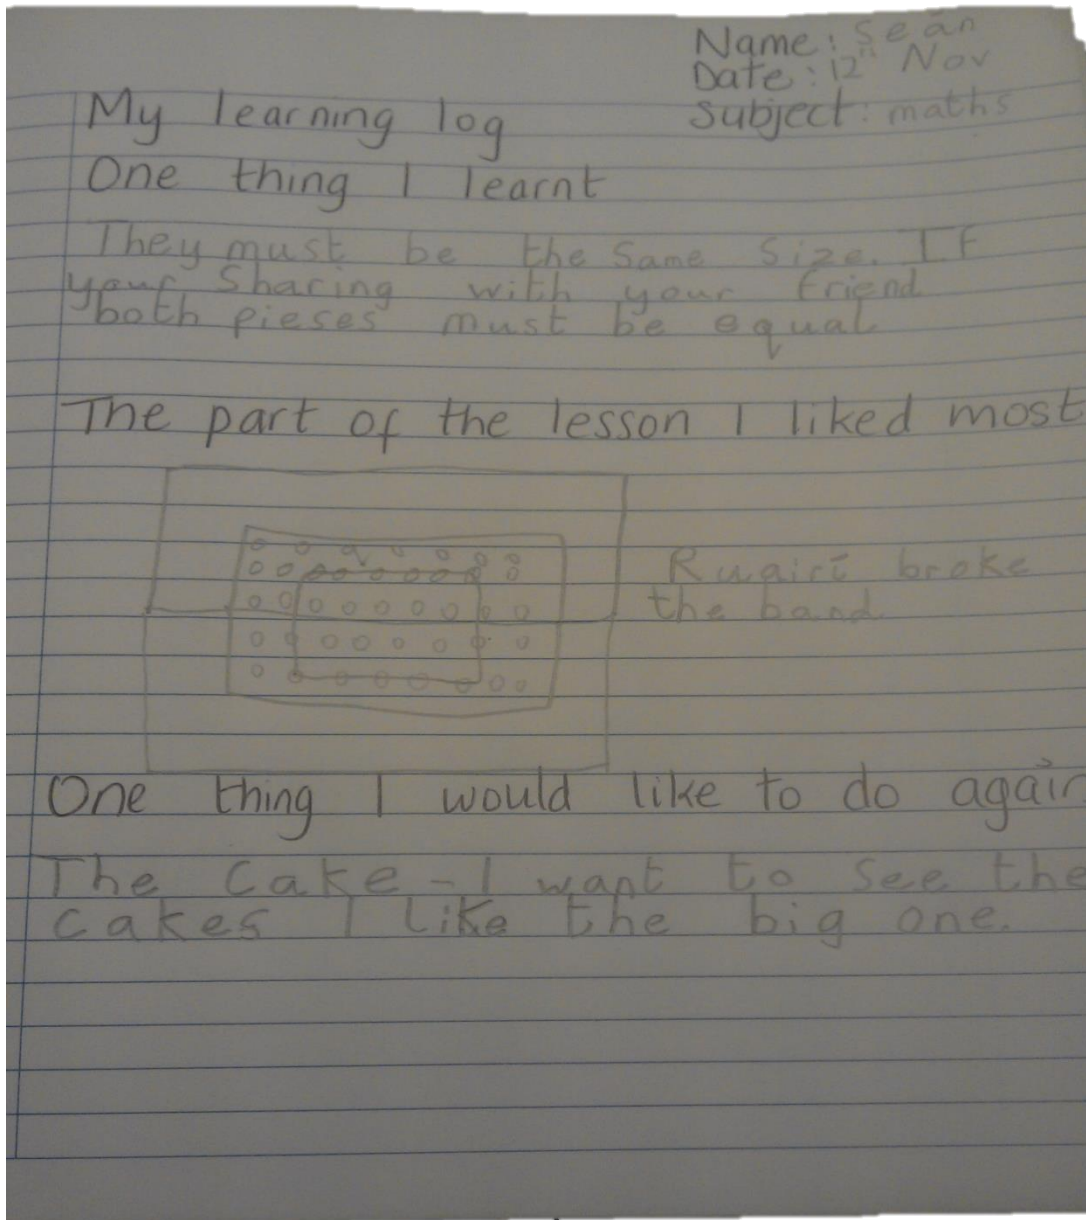 Name: Seán
Date: 12th Nov
Subject: maths
My learning log
One thing I learnt
They must be the same size. If
your Sharing with your friend
both pieses must be equal
The part of the lesson I liked most
Ruairí broke
the band
One thing I would like to do again
The Cake - I want to see the
cakes I like the big one.